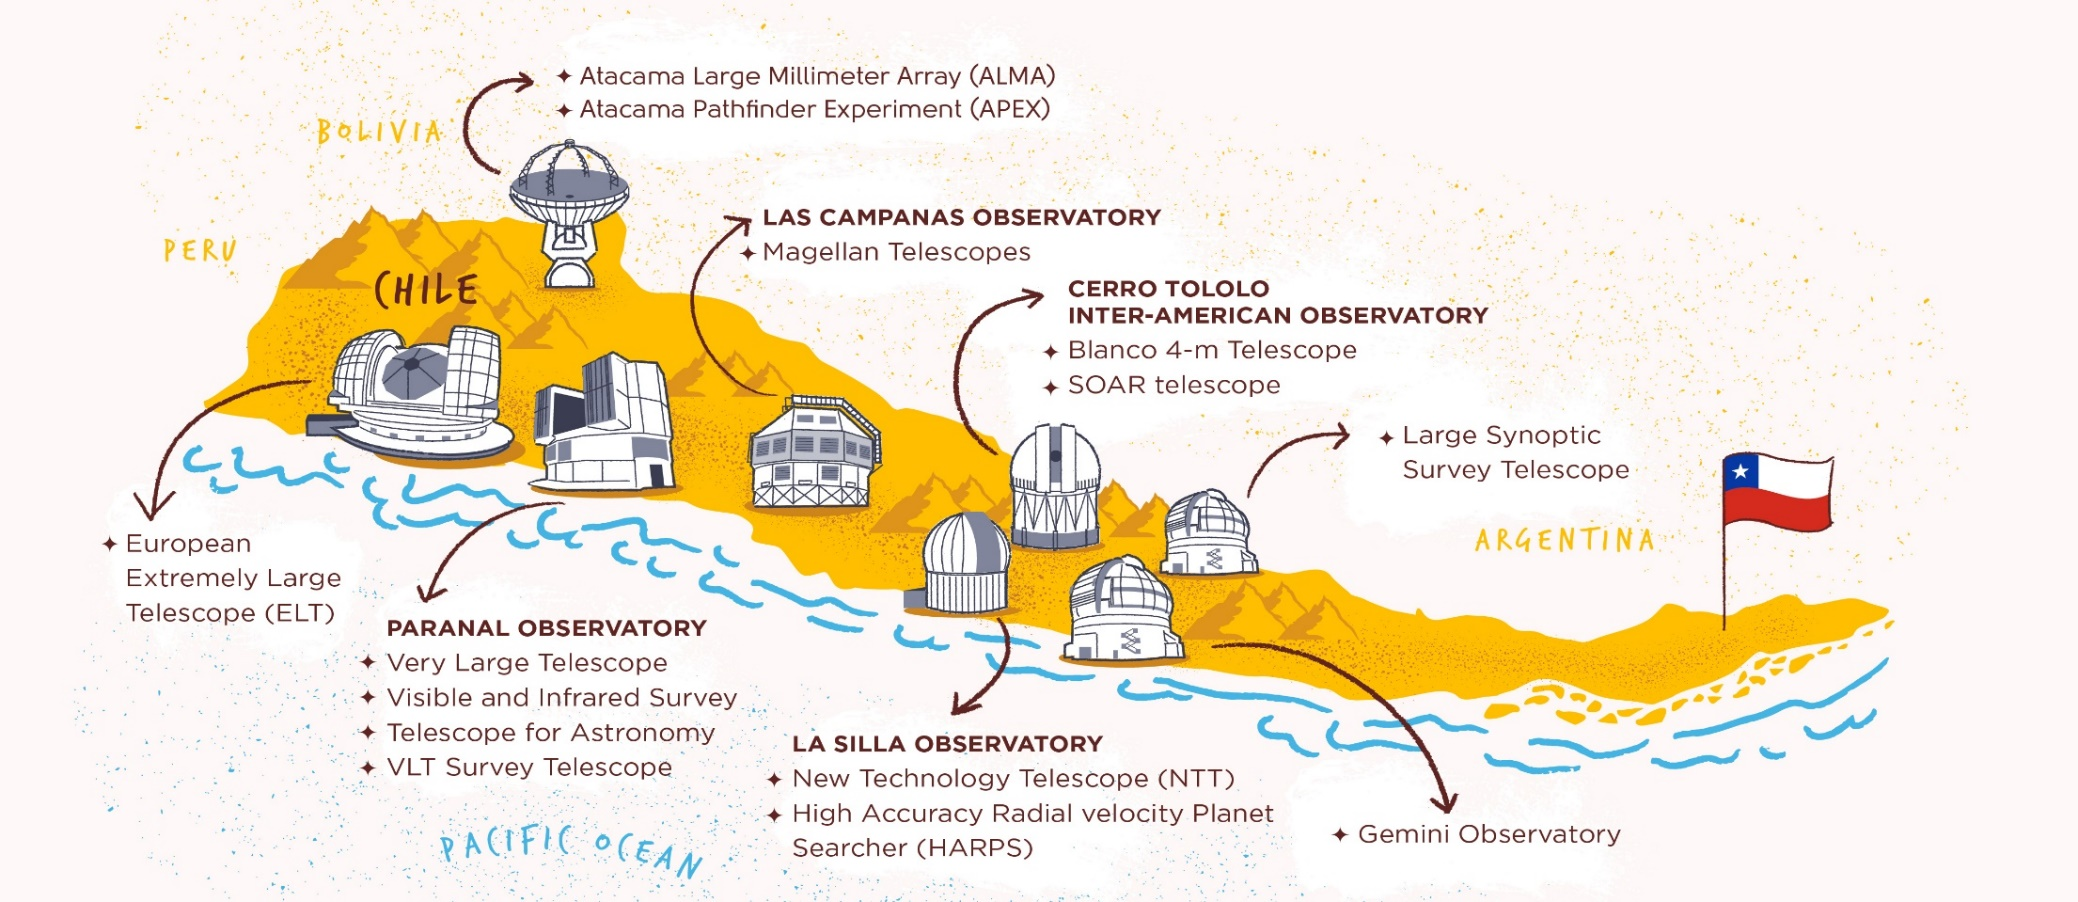 ✦ Atacama Large Millimeter Array (ALMA)
✦ Atacama Pathfinder Experiment (APEX)
BOLIVIA
PERU
CHILE
LAS CAMPANAS OBSERVATORY
✦ Magellan Telescopes
CERRO TOLOLO
INTER-AMERICAN OBSERVATORY
✦ Blanco 4-m Telescope
✦ SOAR telescope
✦ Large Synoptic
Survey Telescope
ARGENTINA
✦ European
Extremely Large
Telescope (ELT)
PARANAL OBSERVATORY
✦ Very Large Telescope
✦ Visible and Infrared Survey
✦ Telescope for Astronomy
✦ VLT Survey Telescope
LA SILLA OBSERVATORY
✦ New Technology Telescope (NTT)
✦ High Accuracy Radial velocity Planet
Searcher (HARPS)
✦ Gemini Observatory
PACIFIC OCEAN